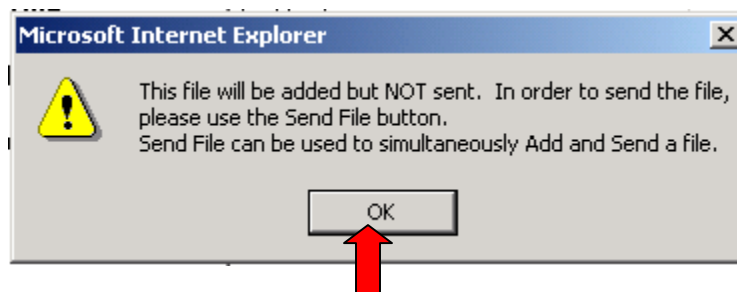 Microsoft Internet Explorer
This file will be added but NOT sent. In order to send the file,
please use the Send File button.
Send File can be used to simultaneously Add and Send a file.
OK